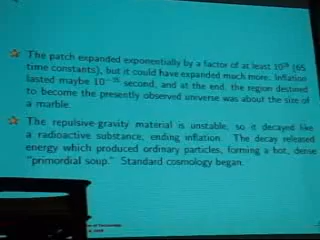 The patch expanded exponentially by a factor of at least 10²⁸ (65
time constants), but it could have expanded much more. Inflation
lasted maybe 10⁻³⁵ second, and at the end, the region destined
to become the presently observed universe was about the size of
a marble.
The repulsive-gravity material is unstable, so it decayed like
a radioactive substance, ending inflation. The decay released
energy which produced ordinary particles, forming a hot, dense
“primordial soup.” Standard cosmology began.
of Technology